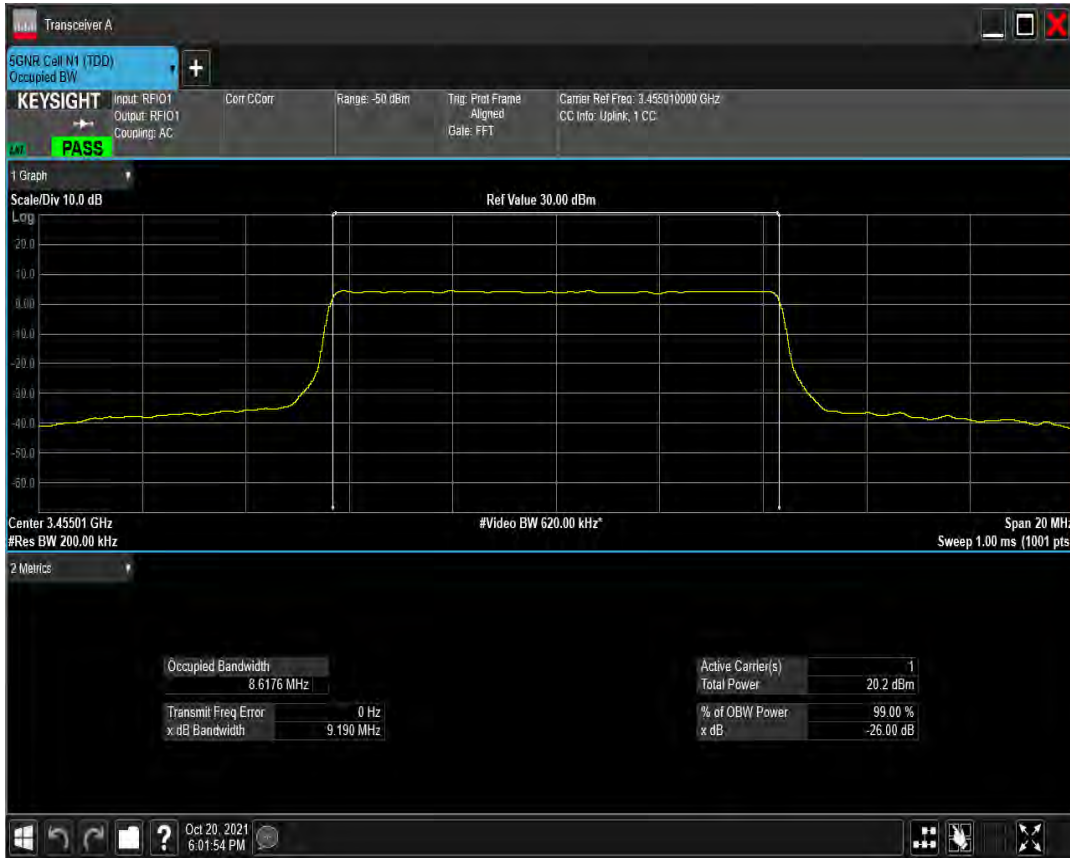 Transceiver A
5GNR Cell N1 (TDD)
Occupied BW
+
KEYSIGHT
PASS
Input: RFIO1
Output: RFIO1
Coupling: AC
Corr CCorr
Range: -50 dBm
Trig: Prot Frame
Aligned
Gate: FFT
Carrier Ref Freq: 3.455010000 GHz
CC Info: Uplink, 1 CC
1 Graph
Scale/Div 10.0 dB
Ref Value 30.00 dBm
Log
20.0
10.0
0.00
-10.0
-20.0
-30.0
-40.0
-50.0
-60.0
Center 3.45501 GHz
#Video BW 620.00 kHz*
Span 20 MHz
#Res BW 200.00 kHz
Sweep 1.00 ms (1001 pts
2 Metrics
Occupied Bandwidth
8.6176 MHz
Transmit Freq Error 0 Hz
x dB Bandwidth 9.190 MHz
Active Carrier(s) 1
Total Power 20.2 dBm
% of OBW Power 99.00 %
x dB -26.00 dB
?
Oct 20, 2021
6:01:54 PM